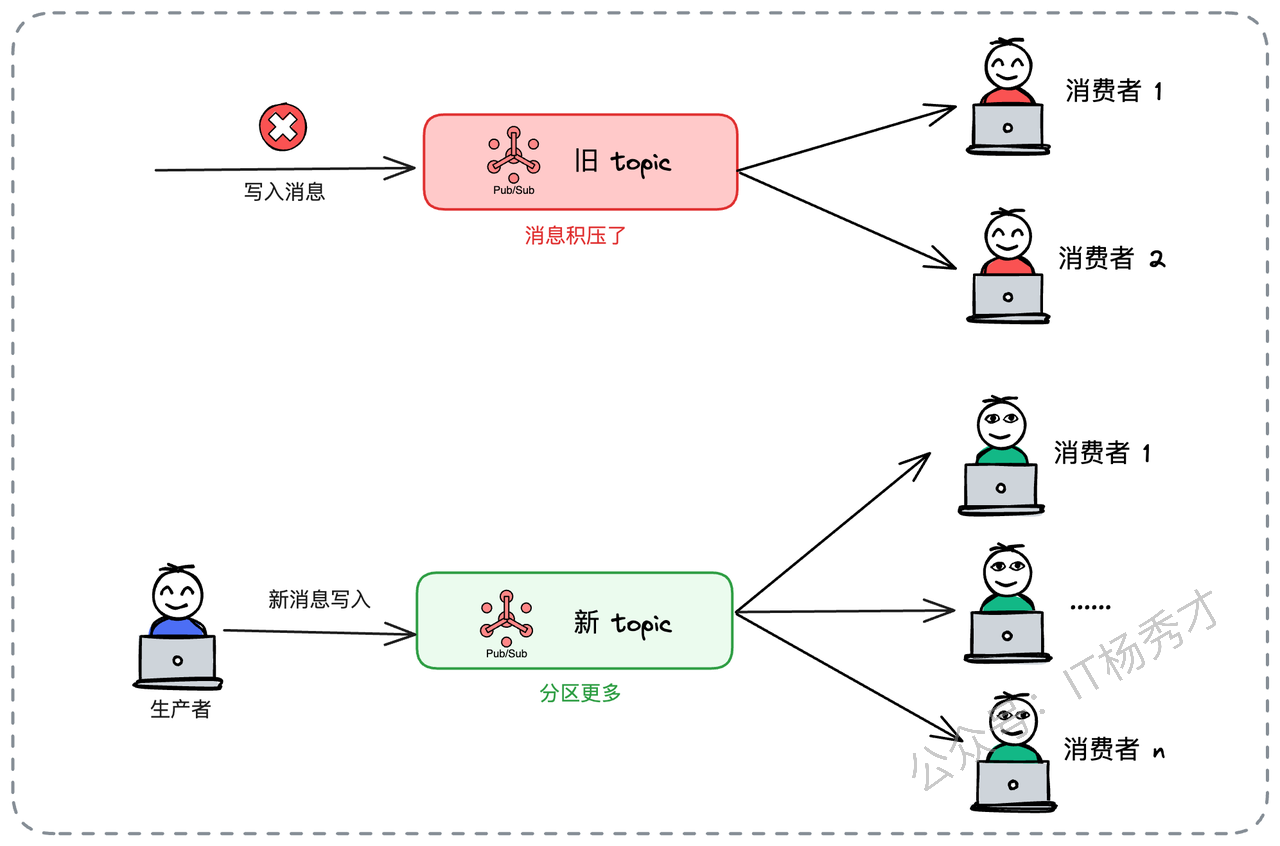 消费者 1
写入消息
Pub/Sub
旧 topic
消息积压了
消费者 2
消费者 1
新消息写入
Pub/Sub
新 topic
......
分区更多
生产者
消费者 n
公众号: IT杨秀才